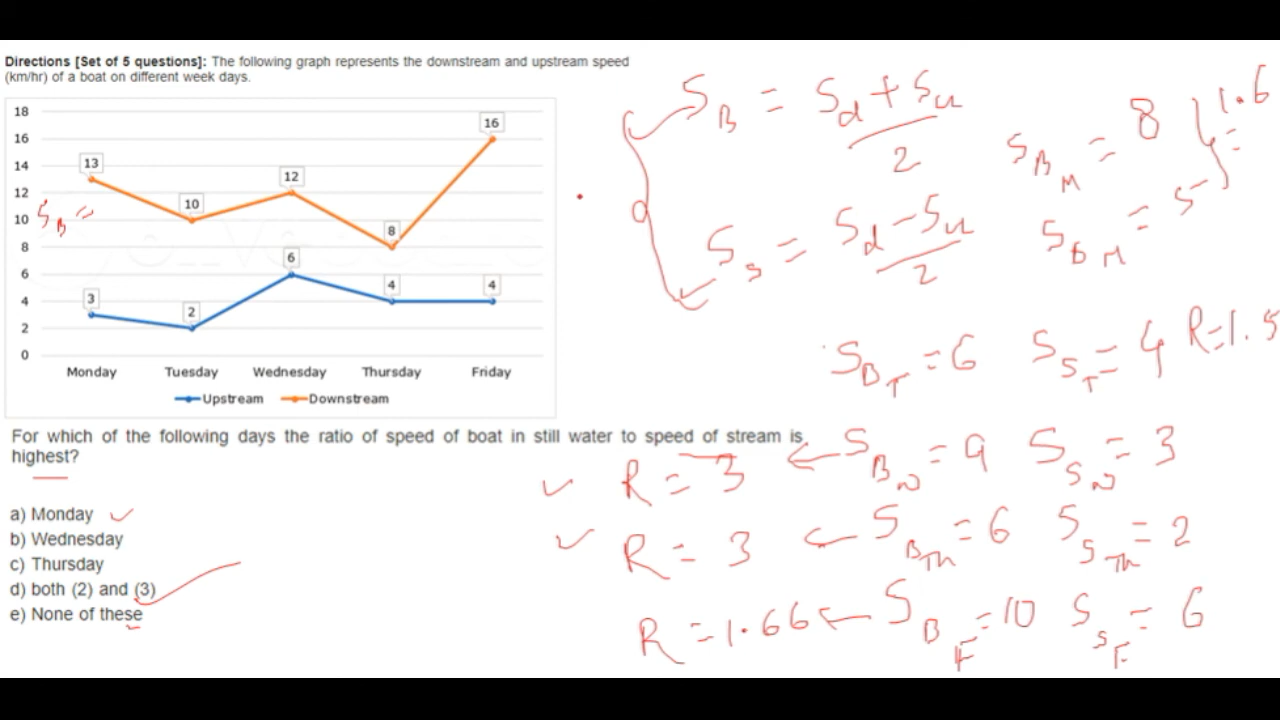 Directions [Set of 5 questions]: The following graph represents the downstream and upstream speed
(km/hr) of a boat on different week days.
18
16
14
12
10
8
6
4
2
0
13
10
12
8
16
3
2
6
4
4
Monday Tuesday Wednesday Thursday Friday
Upstream Downstream
For which of the following days the ratio of speed of boat in still water to speed of stream is
highest?
a) Monday
b) Wednesday
c) Thursday
d) both (2) and (3)
e) None of these
S_B =
S_B = S_d + S_u / 2
S_s = S_d - S_u / 2
S_BM = 8
S_BM = 5
1.6
S_BT = 6 S_ST = 4 R = 1.5
R = 3 ← S_BW = 9 S_SW = 3
R = 3 ← S_BTh = 6 S_STh = 2
R = 1.66 ← S_BF = 10 S_SF = 6